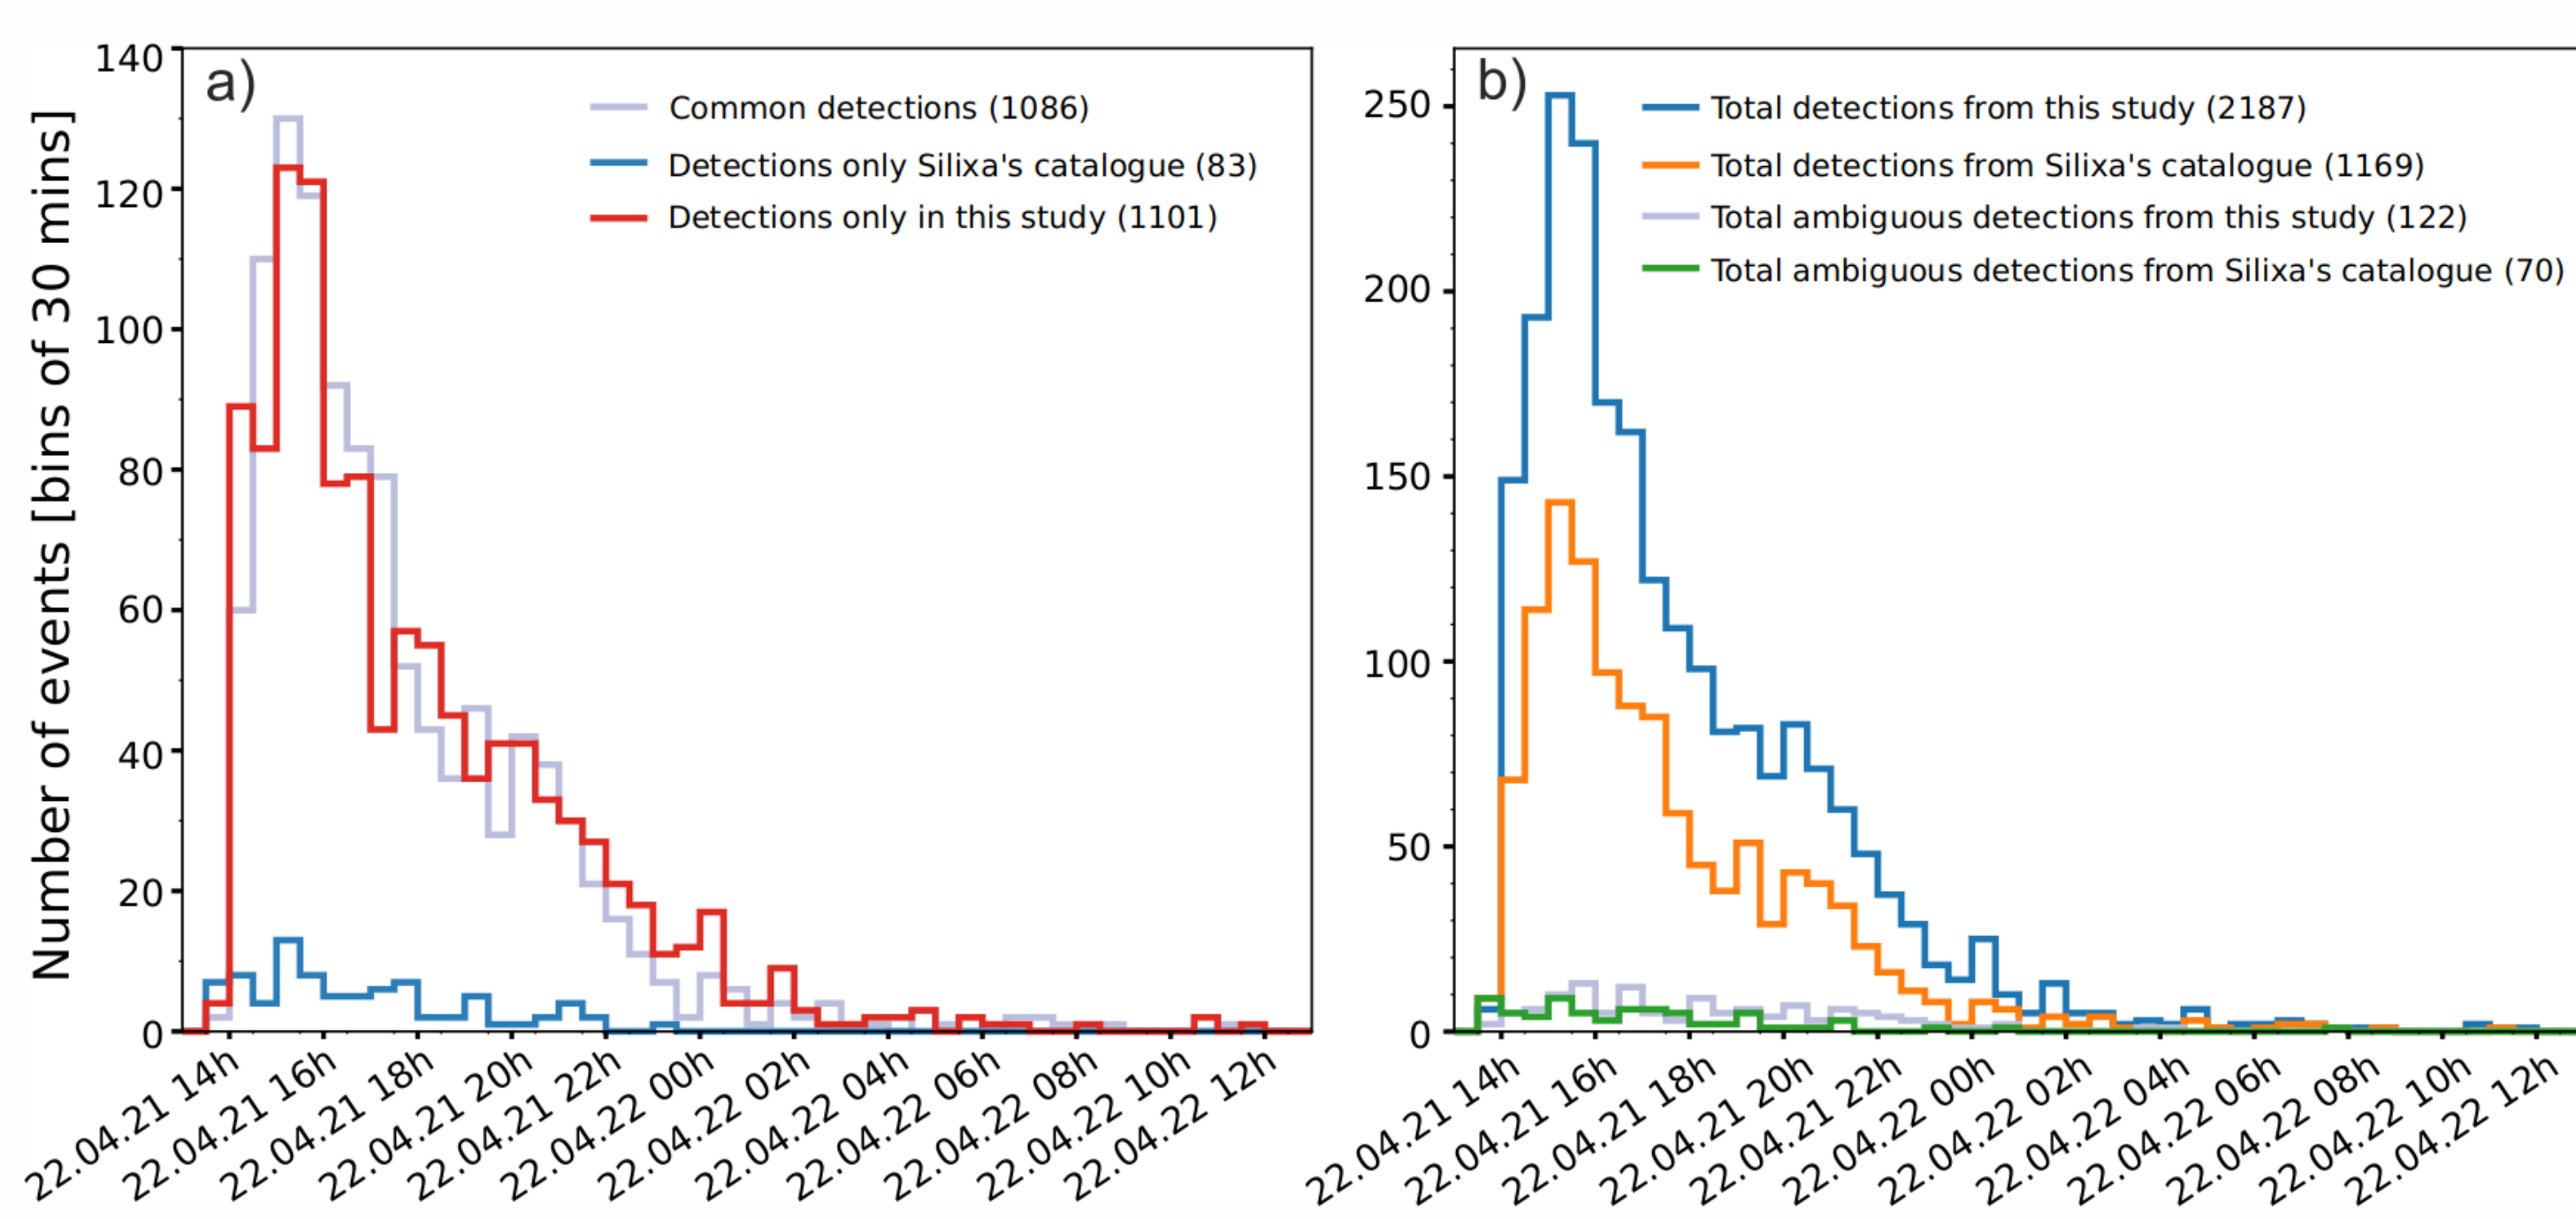 a)
Number of events [bins of 30 mins]
140
120
100
80
60
40
20
0
Common detections (1086)
Detections only Silixa's catalogue (83)
Detections only in this study (1101)
22.04.21 14h
22.04.21 16h
22.04.21 18h
22.04.21 20h
22.04.21 22h
22.04.22 00h
22.04.22 02h
22.04.22 04h
22.04.22 06h
22.04.22 08h
22.04.22 10h
22.04.22 12h
b)
250
200
150
100
50
0
Total detections from this study (2187)
Total detections from Silixa's catalogue (1169)
Total ambiguous detections from this study (122)
Total ambiguous detections from Silixa's catalogue (70)
22.04.21 14h
22.04.21 16h
22.04.21 18h
22.04.21 20h
22.04.21 22h
22.04.22 00h
22.04.22 02h
22.04.22 04h
22.04.22 06h
22.04.22 08h
22.04.22 10h
22.04.22 12h